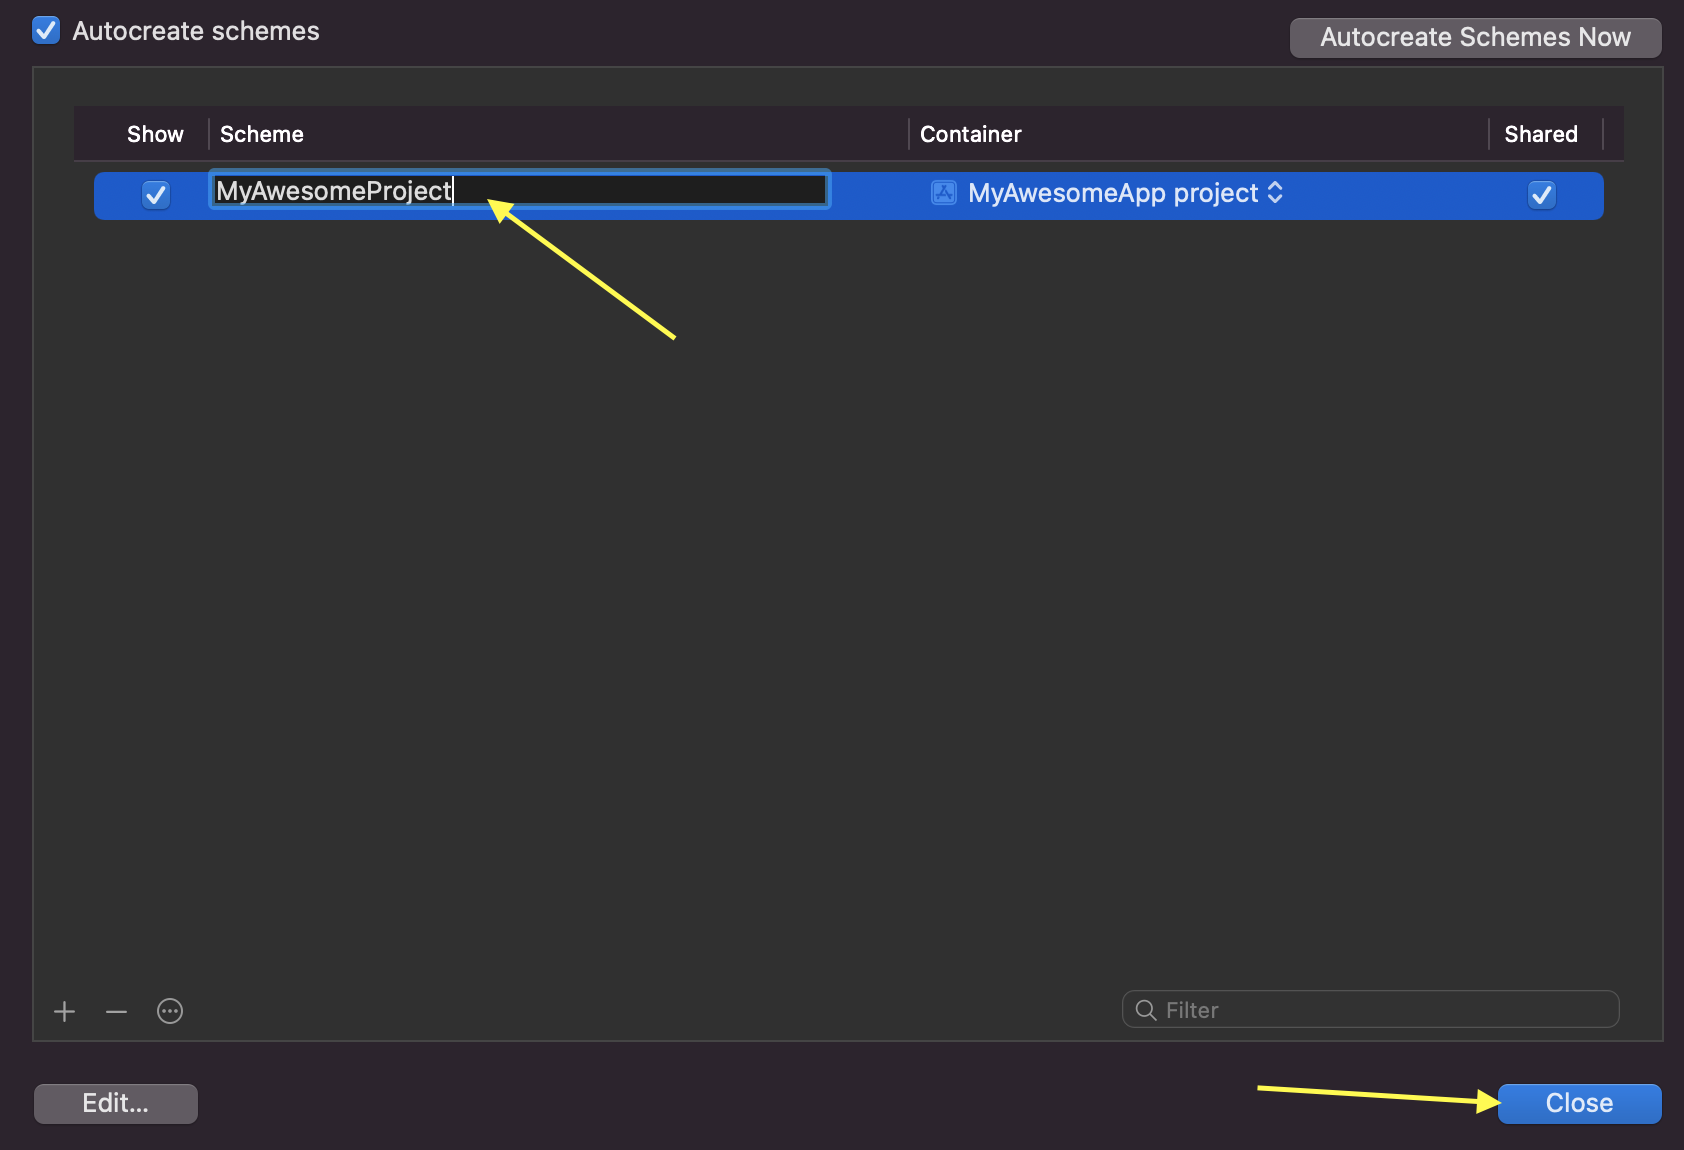 Autocreate schemes
Autocreate Schemes Now
Show Scheme Container Shared
MyAwesomeProject MyAwesomeApp project
Filter
Edit...
Close